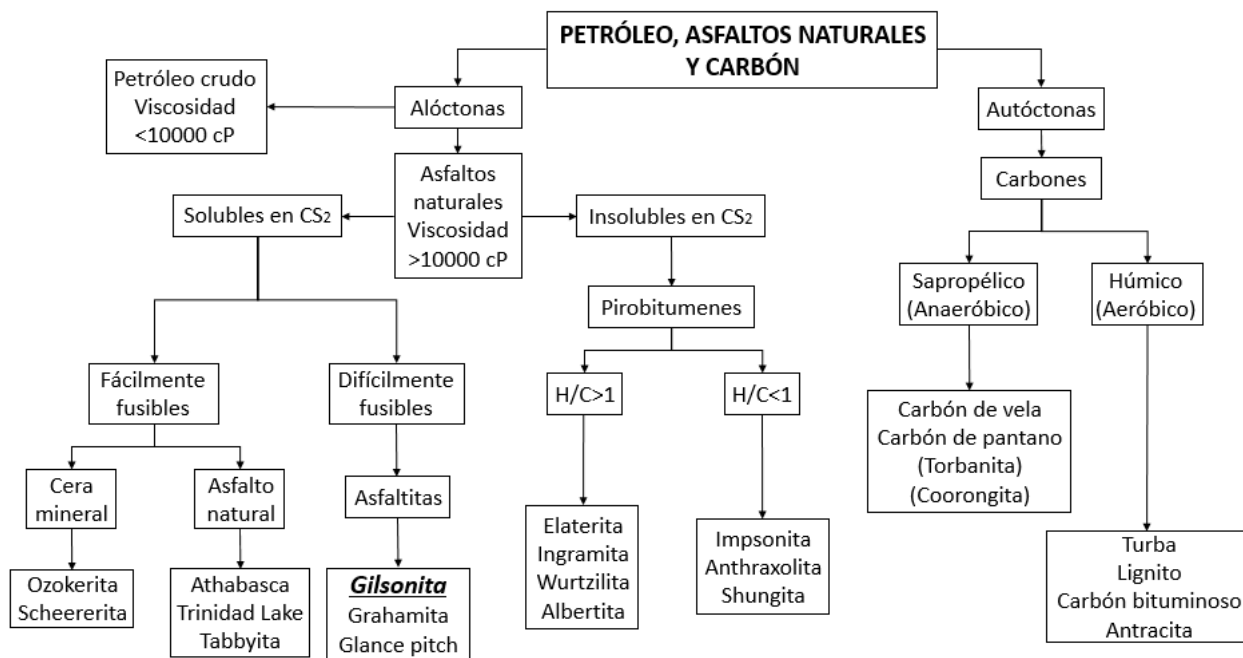 PETRÓLEO, ASFALTOS NATURALES
Y CARBÓN
Petróleo crudo
Viscosidad
<10000 cP
Alóctonas
Autóctonas
Asfaltos
naturales
Viscosidad
>10000 cP
Carbones
Solubles en CS2
Insolubles en CS2
Sapropélico
(Anaeróbico)
Húmico
(Aeróbico)
Pirobitumenes
Fácilmente
fusibles
Difícilmente
fusibles
H/C>1
H/C<1
Carbón de vela
Carbón de pantano
(Torbanita)
(Coorongita)
Cera
mineral
Asfalto
natural
Asfaltitas
Elaterita
Ingramita
Wurtzilita
Albertita
Impsonita
Anthraxolita
Shungita
Turba
Lignito
Carbón bituminoso
Antracita
Ozokerita
Scheererita
Athabasca
Trinidad Lake
Tabbyita
Gilsonita
Grahamita
Glance pitch